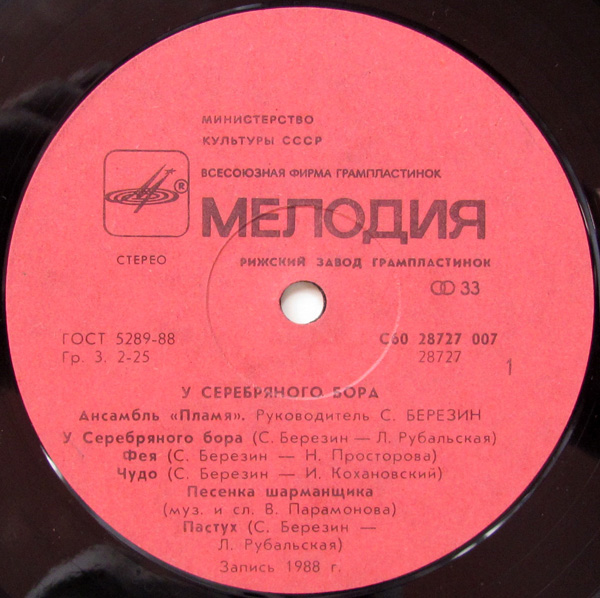 МИНИСТЕРСТВО
КУЛЬТУРЫ СССР
ВСЕСОЮЗНАЯ ФИРМА ГРАМПЛАСТИНОК
®
МЕЛОДИЯ
СТЕРЕО
РИЖСКИЙ ЗАВОД ГРАМПЛАСТИНОК
33
ГОСТ 5289-88
С60 28727 007
Гр. 3. 2-25
28727
1
У СЕРЕБРЯНОГО БОРА
Ансамбль «Пламя». Руководитель С. БЕРЕЗИН
У Серебряного бора (С. Березин — Л. Рубальская)
Фея (С. Березин — Н. Просторова)
Чудо (С. Березин — И. Кохановский)
Песенка шарманщика
(муз. и сл. В. Парамонова)
Пастух (С. Березин —
Л. Рубальская)
Запись 1988 г.